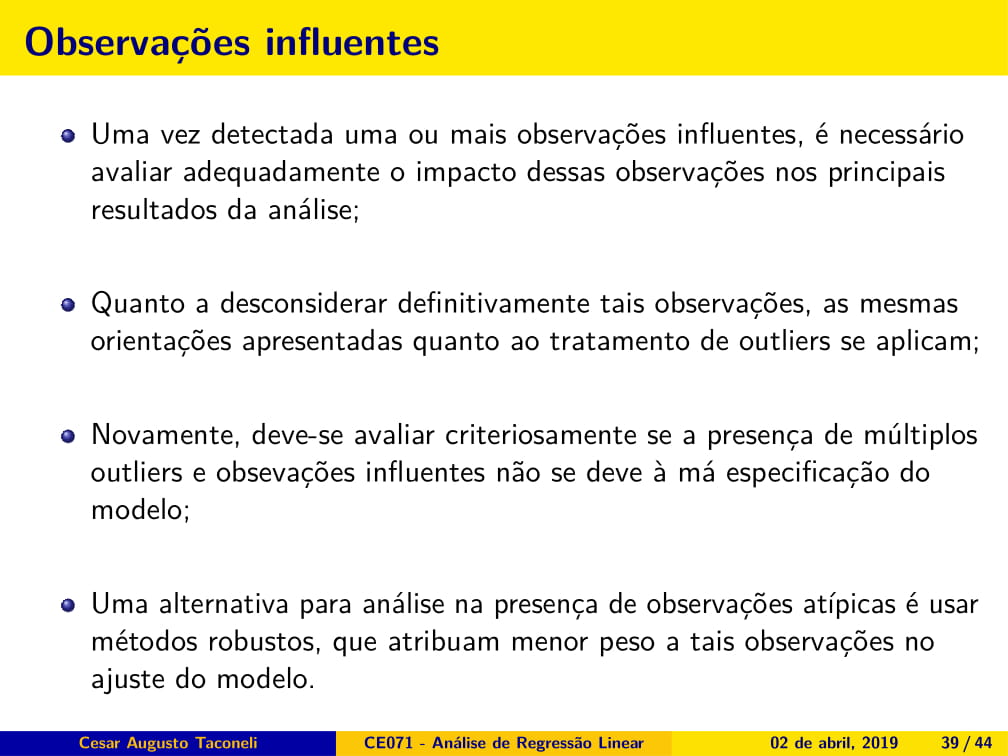 Observações influentes
Uma vez detectada uma ou mais observações influentes, é necessário
avaliar adequadamente o impacto dessas observações nos principais
resultados da análise;
Quanto a desconsiderar definitivamente tais observações, as mesmas
orientações apresentadas quanto ao tratamento de outliers se aplicam;
Novamente, deve-se avaliar criteriosamente se a presença de múltiplos
outliers e obsevações influentes não se deve à má especificação do
modelo;
Uma alternativa para análise na presença de observações atípicas é usar
métodos robustos, que atribuam menor peso a tais observações no
ajuste do modelo.
Cesar Augusto Taconeli CE071 - Análise de Regressão Linear 02 de abril, 2019 39 / 44